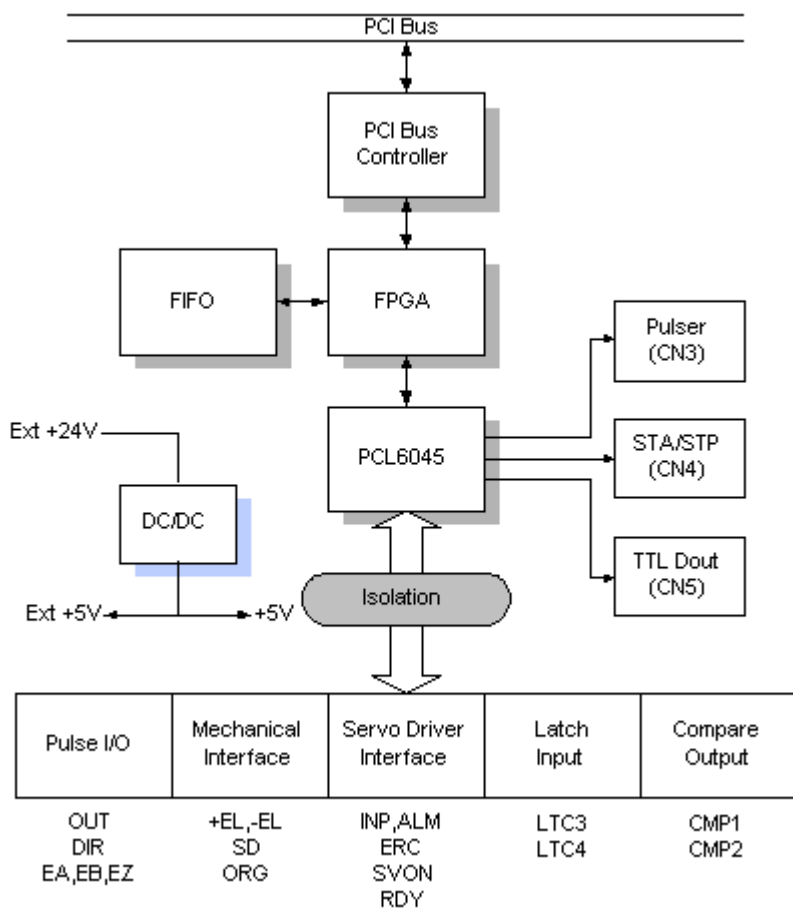 PCI Bus
PCI Bus
Controller
FIFO
FPGA
Pulser
(CN3)
Ext +24V
PCL6045
STA/STP
(CN4)
DC/DC
TTL Dout
(CN5)
Isolation
Ext +5V
+5V
Pulse I/O
Mechanical
Interface
Servo Driver
Interface
Latch
Input
Compare
Output
OUT
DIR
EA,EB,EZ
+EL,-EL
SD
ORG
INP,ALM
ERC
SVON
RDY
LTC3
LTC4
CMP1
CMP2